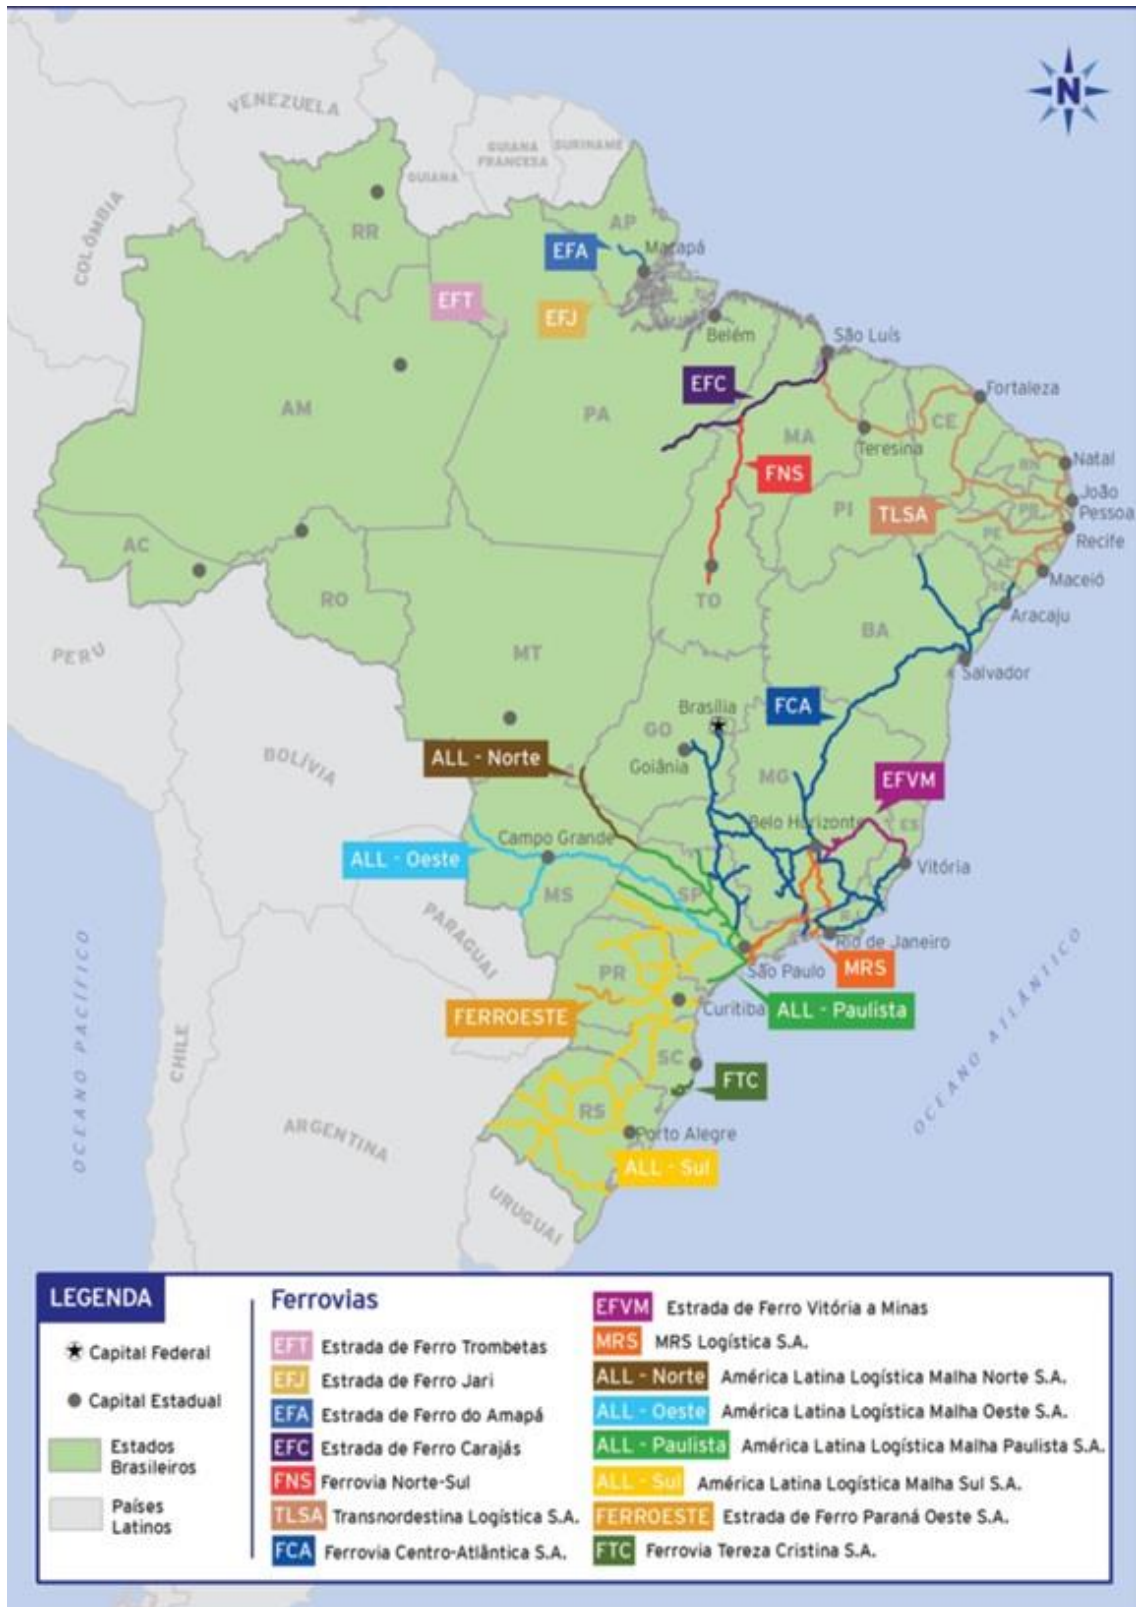 N
VENEZUELA
GUIANA
GUIANA
FRANCESA
SURINAME
COLÔMBIA
RR
AP
EFA
Macapá
EFT
EFJ
Belém
São Luís
EFC
Fortaleza
AM
PA
MA
CE
Teresina
FNS
RN
Natal
PI
TLSA
PB
João
Pessoa
PE
Recife
AC
AL
Maceió
RO
TO
SE
Aracaju
PERU
MT
BA
Salvador
Brasília
FCA
GO
BOLÍVIA
ALL - Norte
Goiânia
MG
EFVM
Belo Horizonte
ES
Campo Grande
ALL - Oeste
Vitória
MS
SP
PARAGUAI
RJ
Rio de Janeiro
PR
São Paulo
MRS
OCEANO PACÍFICO
OCEANO ATLÂNTICO
FERROESTE
Curitiba
ALL - Paulista
CHILE
SC
FTC
RS
ARGENTINA
Porto Alegre
ALL - Sul
URUGUAI
LEGENDA
Capital Federal
Capital Estadual
Estados
Brasileiros
Países
Latinos
Ferrovias
EFT Estrada de Ferro Trombetas
EFJ Estrada de Ferro Jari
EFA Estrada de Ferro do Amapá
EFC Estrada de Ferro Carajás
FNS Ferrovia Norte-Sul
TLSA Transnordestina Logística S.A.
FCA Ferrovia Centro-Atlântica S.A.
EFVM Estrada de Ferro Vitória a Minas
MRS MRS Logística S.A.
ALL - Norte América Latina Logística Malha Norte S.A.
ALL - Oeste América Latina Logística Malha Oeste S.A.
ALL - Paulista América Latina Logística Malha Paulista S.A.
ALL - Sul América Latina Logística Malha Sul S.A.
FERROESTE Estrada de Ferro Paraná Oeste S.A.
FTC Ferrovia Tereza Cristina S.A.